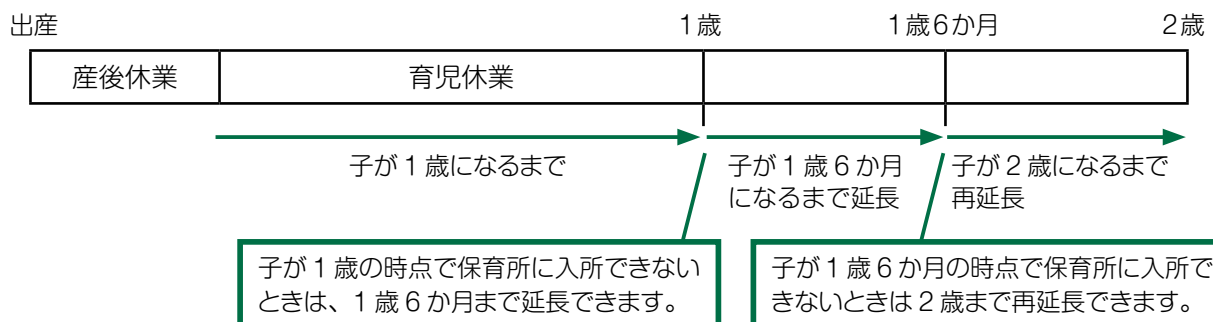 出産
1歳
1歳6か月
2歳
産後休業
育児休業
子が1歳になるまで
子が1歳6か月
になるまで延長
子が2歳になるまで
再延長
子が1歳の時点で保育所に入所できない
ときは、1歳6か月まで延長できます。
子が1歳6か月の時点で保育所に入所で
きないときは2歳まで再延長できます。